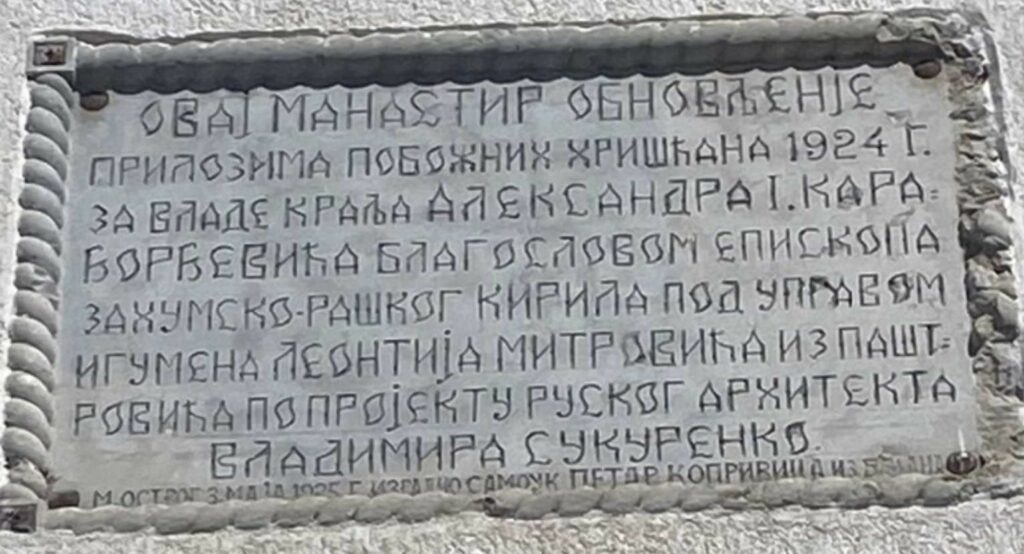 ОВАЈ МАНАСТИР ОБНОВЉЕНЈЕ
ПРИЛОЗИМА ПОБОЖНИХ ХРИШЋАНА 1924 Г.
ЗА ВЛАДЕ КРАЉА АЛЕКСАНДРА I. КАРА=
ЂОРЂЕВИЋА БЛАГОСЛОВОМ ЕПИСКОПА
ЗАХУМСКО-РАШКОГ КИРИЛА ПОД УПРАВОМ
ИГУМЕНА ЛЕОНТИЈА МИТРОВИЋА ИЗ ПАШТ=
РОВИЋА ПО ПРОЈЕКТУ РУСКОГ АРХИТЕКТА
ВЛАДИМИРА СУКУРЕНКО.
М. ОСТРОГ 3. МАЈА 1925 Г. ИЗРАДИО САМОУК ПЕТАР КОПРИВИЦА ИЗ